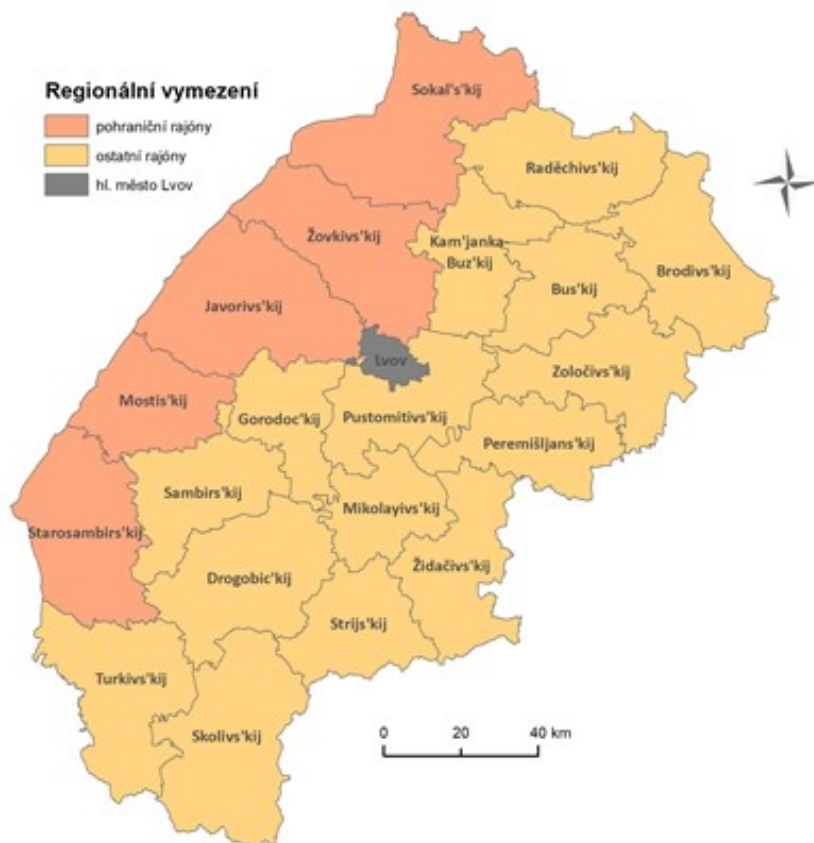 Regionální vymezení
pohraniční rajóny
ostatní rajóny
hl. město Lvov
Sokal's'kij
Raděchivs'kij
Žovkivs'kij
Kam'janka
Buz'kij
Brodivs'kij
Bus'kij
Javorivs'kij
Lvov
Zoločivs'kij
Mostis'kij
Gorodoc'kij
Pustomitivs'kij
Peremišljans'kij
Sambirs'kij
Mikolayivs'kij
Starosambirs'kij
Židačivs'kij
Drogobic'kij
Strijs'kij
Turkivs'kij
Skolivs'kij
0 20 40 km